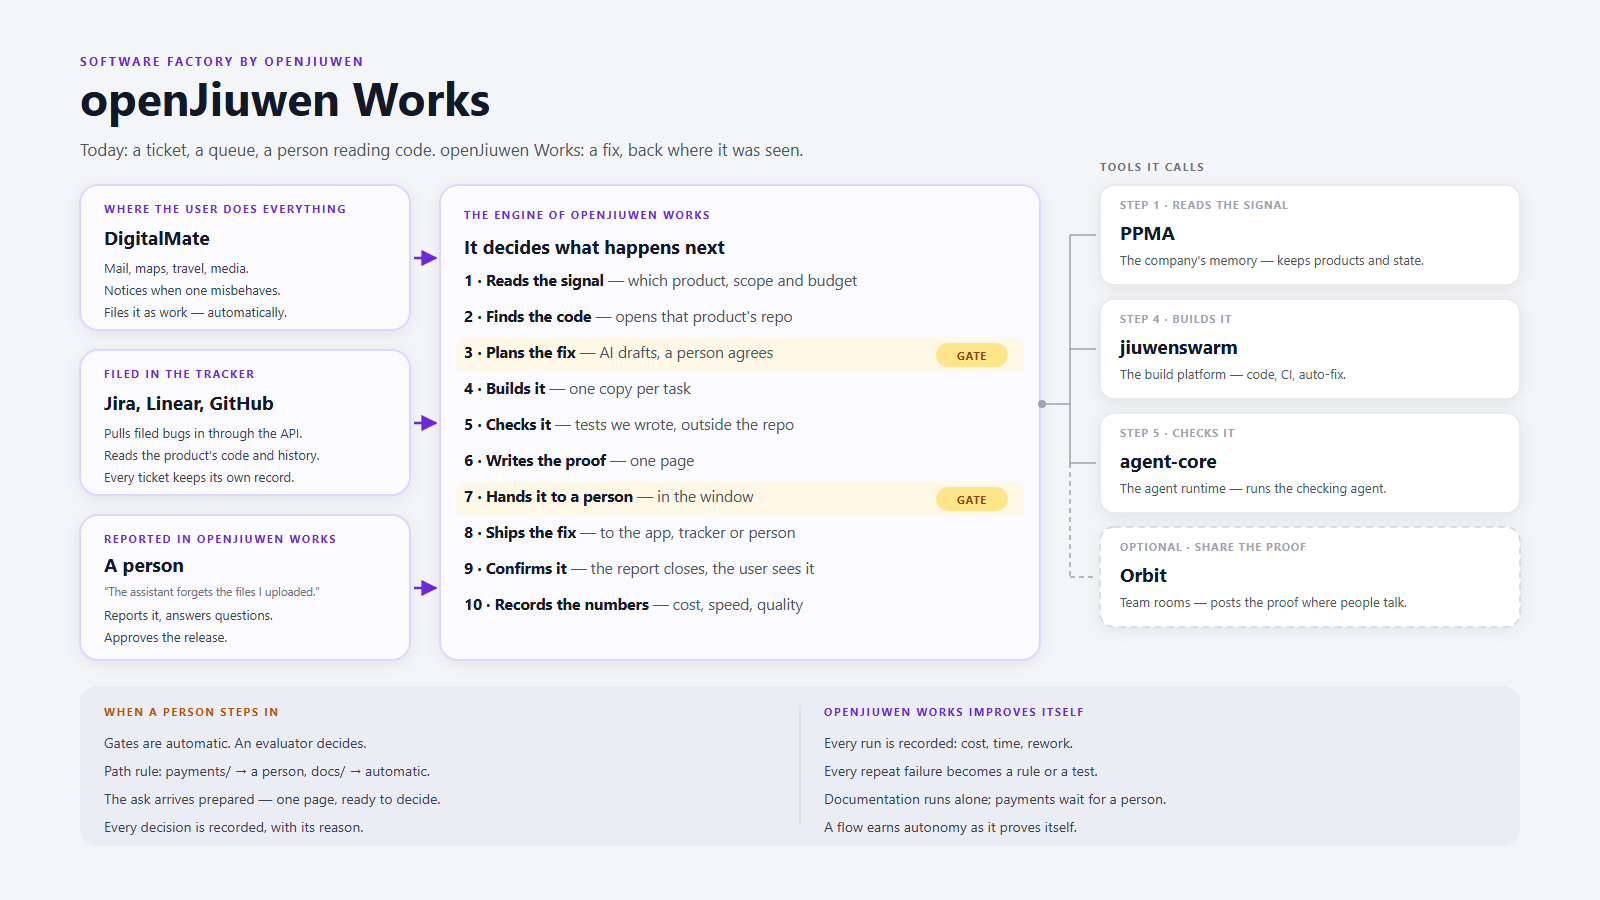 SOFTWARE FACTORY BY OPENJIUWEN
openJiuwen Works
Today: a ticket, a queue, a person reading code. openJiuwen Works: a fix, back where it was seen.
WHERE THE USER DOES EVERYTHING
DigitalMate
Mail, maps, travel, media.
Notices when one misbehaves.
Files it as work — automatically.
FILED IN THE TRACKER
Jira, Linear, GitHub
Pulls filed bugs in through the API.
Reads the product's code and history.
Every ticket keeps its own record.
REPORTED IN OPENJIUWEN WORKS
A person
“The assistant forgets the files I uploaded.”
Reports it, answers questions.
Approves the release.
THE ENGINE OF OPENJIUWEN WORKS
It decides what happens next
1 · Reads the signal — which product, scope and budget
2 · Finds the code — opens that product's repo
3 · Plans the fix — AI drafts, a person agrees GATE
4 · Builds it — one copy per task
5 · Checks it — tests we wrote, outside the repo
6 · Writes the proof — one page
7 · Hands it to a person — in the window GATE
8 · Ships the fix — to the app, tracker or person
9 · Confirms it — the report closes, the user sees it
10 · Records the numbers — cost, speed, quality
TOOLS IT CALLS
STEP 1 · READS THE SIGNAL
PPMA
The company's memory — keeps products and state.
STEP 4 · BUILDS IT
jiuwenswarm
The build platform — code, CI, auto-fix.
STEP 5 · CHECKS IT
agent-core
The agent runtime — runs the checking agent.
OPTIONAL · SHARE THE PROOF
Orbit
Team rooms — posts the proof where people talk.
WHEN A PERSON STEPS IN
Gates are automatic. An evaluator decides.
Path rule: payments/ → a person, docs/ → automatic.
The ask arrives prepared — one page, ready to decide.
Every decision is recorded, with its reason.
OPENJIUWEN WORKS IMPROVES ITSELF
Every run is recorded: cost, time, rework.
Every repeat failure becomes a rule or a test.
Documentation runs alone; payments wait for a person.
A flow earns autonomy as it proves itself.